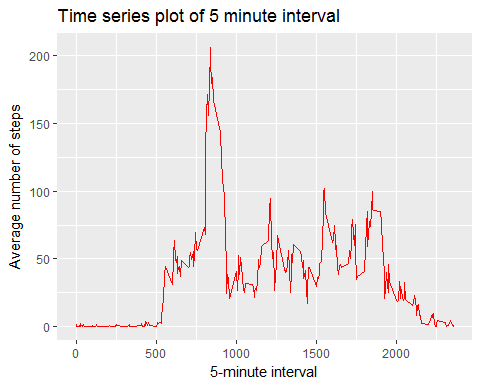 Time series plot of 5 minute interval
200
150
100
50
0
Average number of steps
0 500 1000 1500 2000
5-minute interval